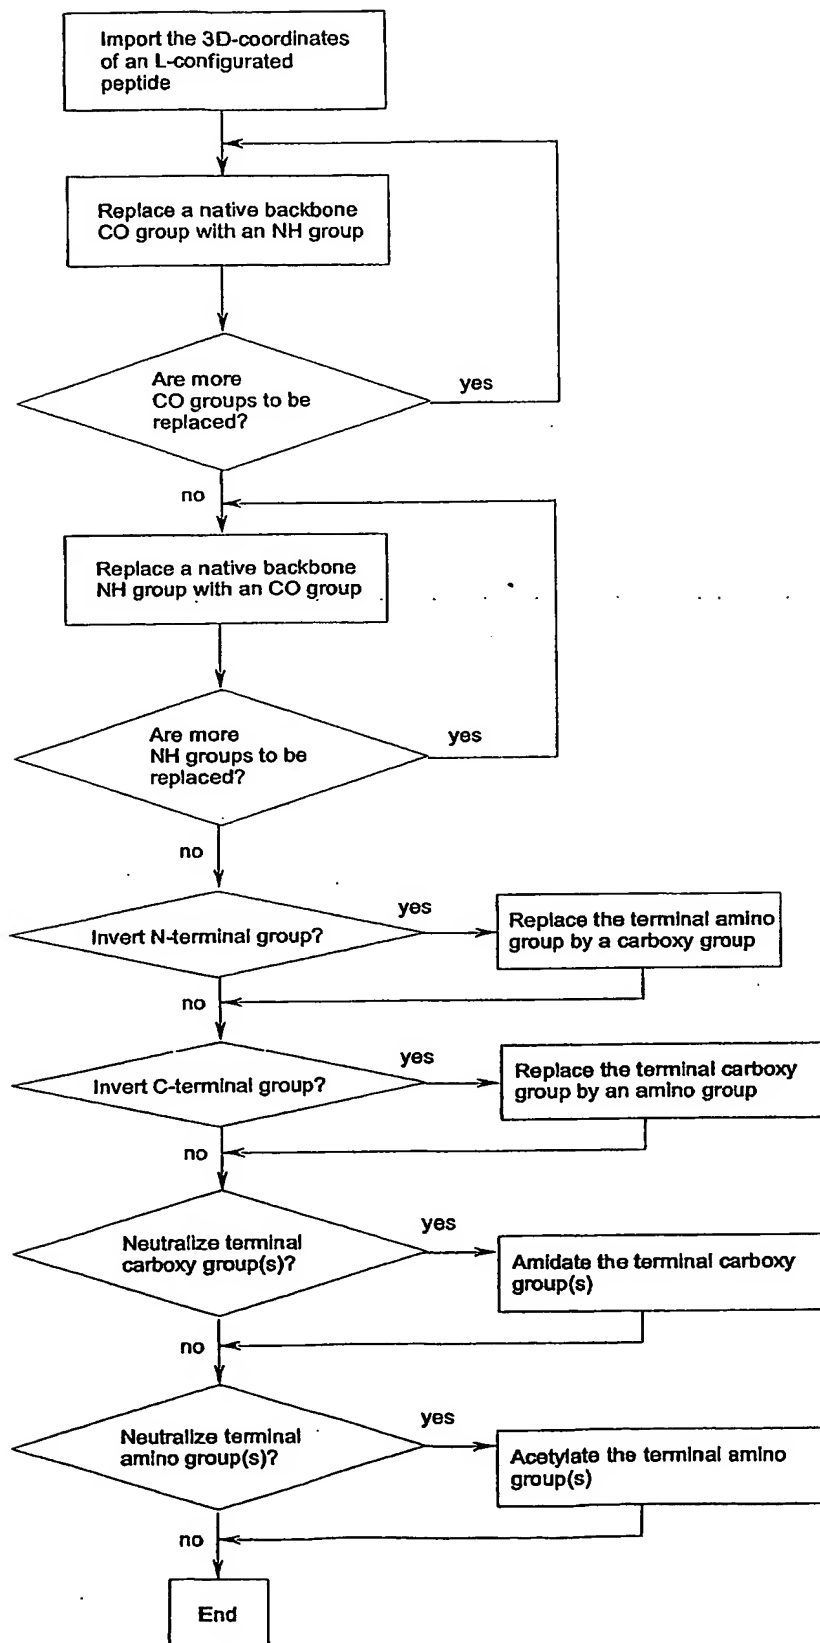 Import the 3D-coordinates
of an L-configurated
peptide
Replace a native backbone
CO group with an NH group
Are more
CO groups to be
replaced?
yes
no
Replace a native backbone
NH group with an CO group
Are more
NH groups to be
replaced?
yes
no
Invert N-terminal group?
yes
Replace the terminal amino
group by a carboxy group
no
Invert C-terminal group?
yes
Replace the terminal carboxy
group by an amino group
no
Neutralize terminal
carboxy group(s)?
yes
Amidate the terminal carboxy
group(s)
no
Neutralize terminal
amino group(s)?
yes
Acetylate the terminal amino
group(s)
no
End